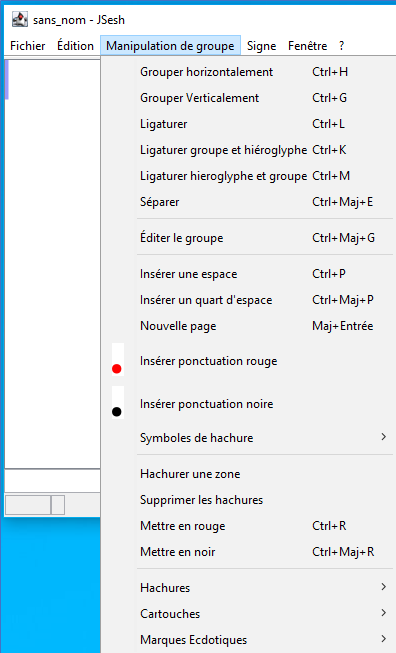 sans_nom - JSesh
Fichier Édition Manipulation de groupe Signe Fenêtre ?
Grouper horizontalement Ctrl+H
Grouper Verticalement Ctrl+G
Ligaturer Ctrl+L
Ligaturer groupe et hiéroglyphe Ctrl+K
Ligaturer hieroglyphe et groupe Ctrl+M
Séparer Ctrl+Maj+E
Éditer le groupe Ctrl+Maj+G
Insérer une espace Ctrl+P
Insérer un quart d'espace Ctrl+Maj+P
Nouvelle page Maj+Entrée
Insérer ponctuation rouge
Insérer ponctuation noire
Symboles de hachure
Hachurer une zone
Supprimer les hachures
Mettre en rouge Ctrl+R
Mettre en noir Ctrl+Maj+R
Hachures
Cartouches
Marques Ecdotiques